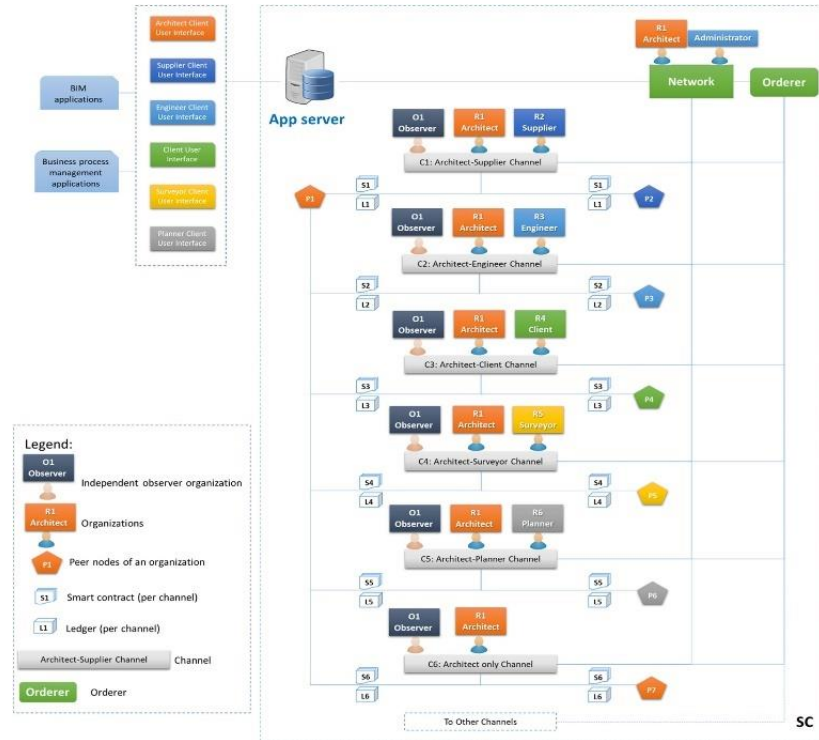 Architect Client
User Interface
Supplier Client
User Interface
Engineer Client
User Interface
Client User
Interface
Surveyor Client
User Interface
Planner Client
User Interface
BIM
applications
Business process
management
applications
App server
R1
Architect
Administrator
Network
Orderer
O1
Observer
R1
Architect
R2
Supplier
C1: Architect-Supplier Channel
P1
S1
L1
S1
L1
P2
O1
Observer
R1
Architect
R3
Engineer
C2: Architect-Engineer Channel
S2
L2
S2
L2
P3
O1
Observer
R1
Architect
R4
Client
C3: Architect-Client Channel
S3
L3
S3
L3
P4
O1
Observer
R1
Architect
R5
Surveyor
C4: Architect-Surveyor Channel
S4
L4
S4
L4
P5
O1
Observer
R1
Architect
R6
Planner
C5: Architect-Planner Channel
S5
L5
S5
L5
P6
O1
Observer
R1
Architect
C6: Architect only Channel
S6
L6
S6
L6
P7
To Other Channels
SC
Legend:
O1
Observer
Independent observer organization
R1
Architect
Organizations
P1
Peer nodes of an organization
S1
Smart contract (per channel)
L1
Ledger (per channel)
Architect-Supplier Channel
Channel
Orderer
Orderer